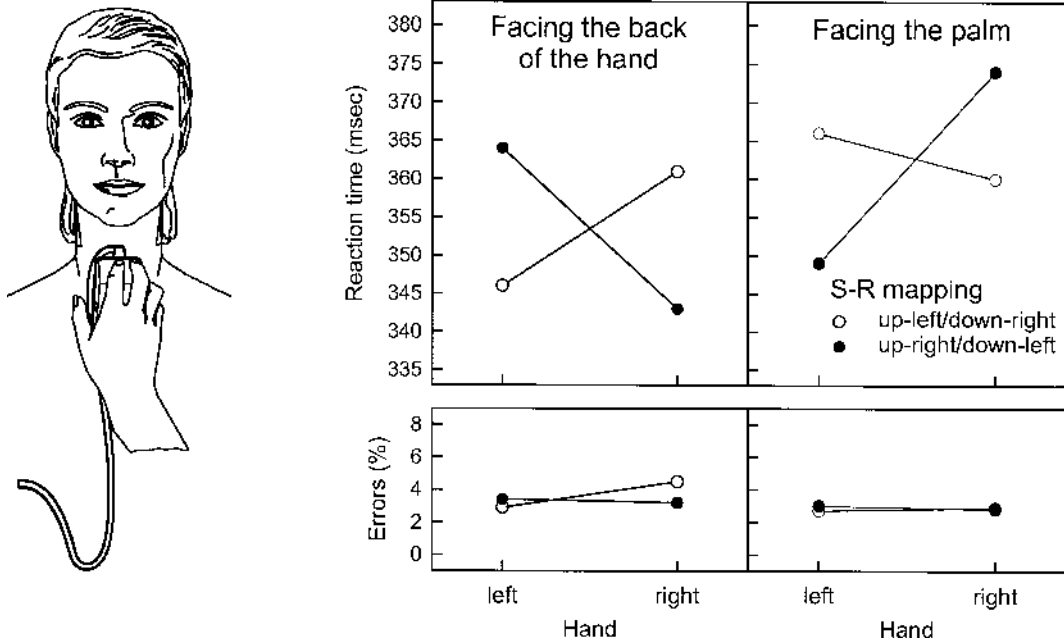 Facing the back
of the hand
Facing the palm
Reaction time (msec)
380
375
370
365
360
355
350
345
340
335
S-R mapping
up-left/down-right
up-right/down-left
Errors (%)
8
6
4
2
0
left
right
left
right
Hand
Hand